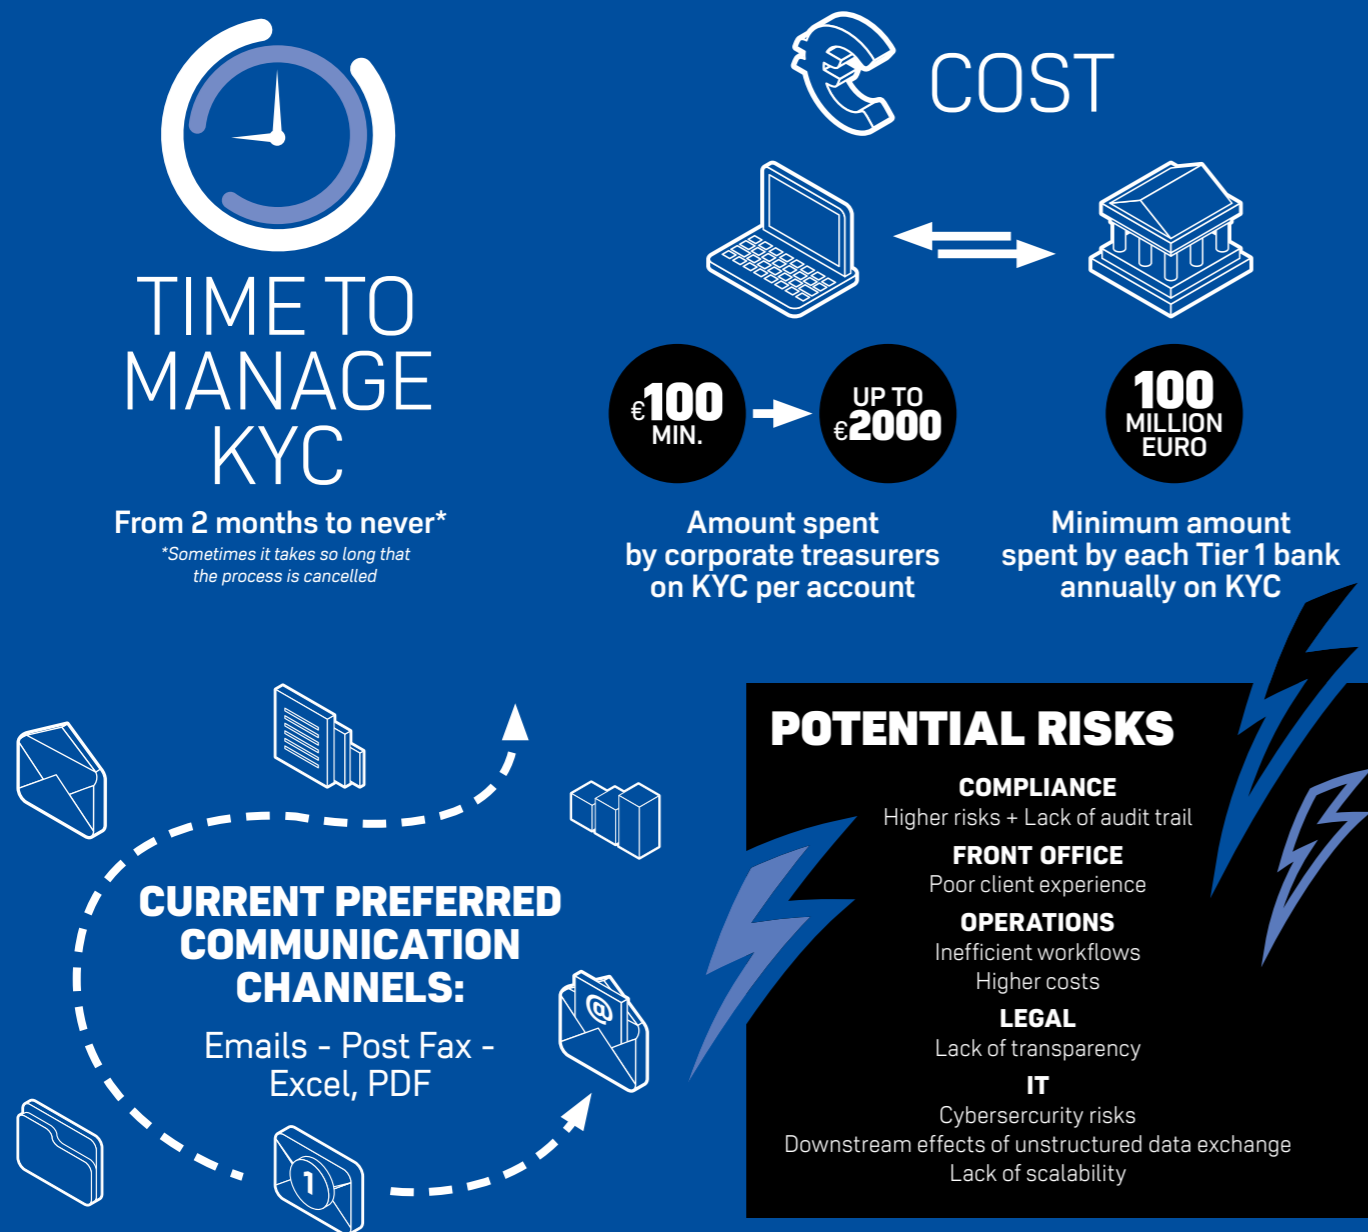 TIME TO
MANAGE
KYC
From 2 months to never*
*Sometimes it takes so long that
the process is cancelled
€ COST
€100
MIN.
UP TO
€2000
Amount spent
by corporate treasurers
on KYC per account
100
MILLION
EURO
Minimum amount
spent by each Tier 1 bank
annually on KYC
CURRENT PREFERRED
COMMUNICATION
CHANNELS:
Emails - Post Fax -
Excel, PDF
@
1
POTENTIAL RISKS
COMPLIANCE
Higher risks + Lack of audit trail
FRONT OFFICE
Poor client experience
OPERATIONS
Inefficient workflows
Higher costs
LEGAL
Lack of transparency
IT
Cybersercurity risks
Downstream effects of unstructured data exchange
Lack of scalability